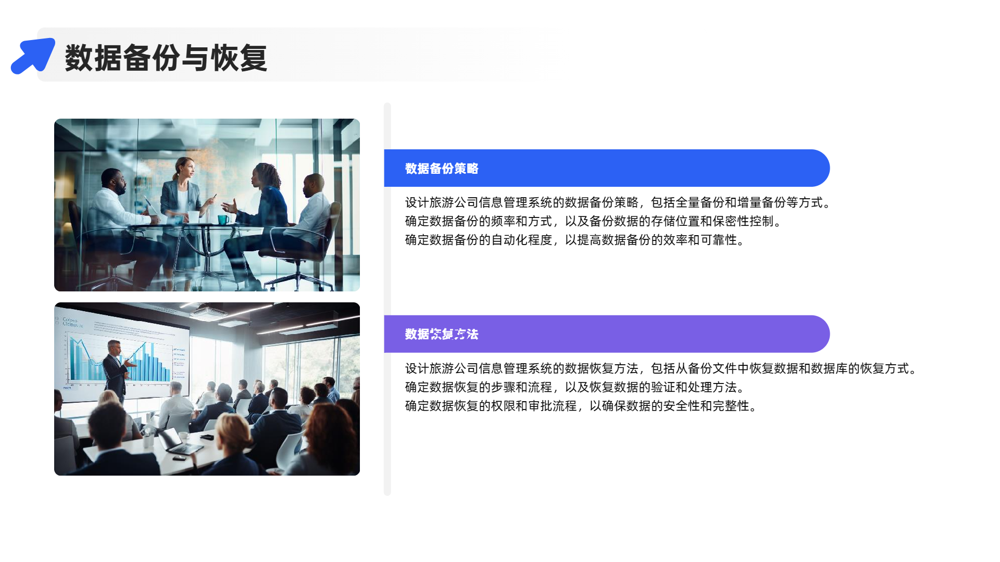 数据备份与恢复
数据备份策略
设计旅游公司信息管理系统的数据备份策略，包括全量备份和增量备份等方式。
确定数据备份的频率和方式，以及备份数据的存储位置和保密性控制。
确定数据备份的自动化程度，以提高数据备份的效率和可靠性。
数据恢复方法
设计旅游公司信息管理系统的数据恢复方法，包括从备份文件中恢复数据和数据库的恢复方式。
确定数据恢复的步骤和流程，以及恢复数据的验证和处理方法。
确定数据恢复的权限和审批流程，以确保数据的安全性和完整性。